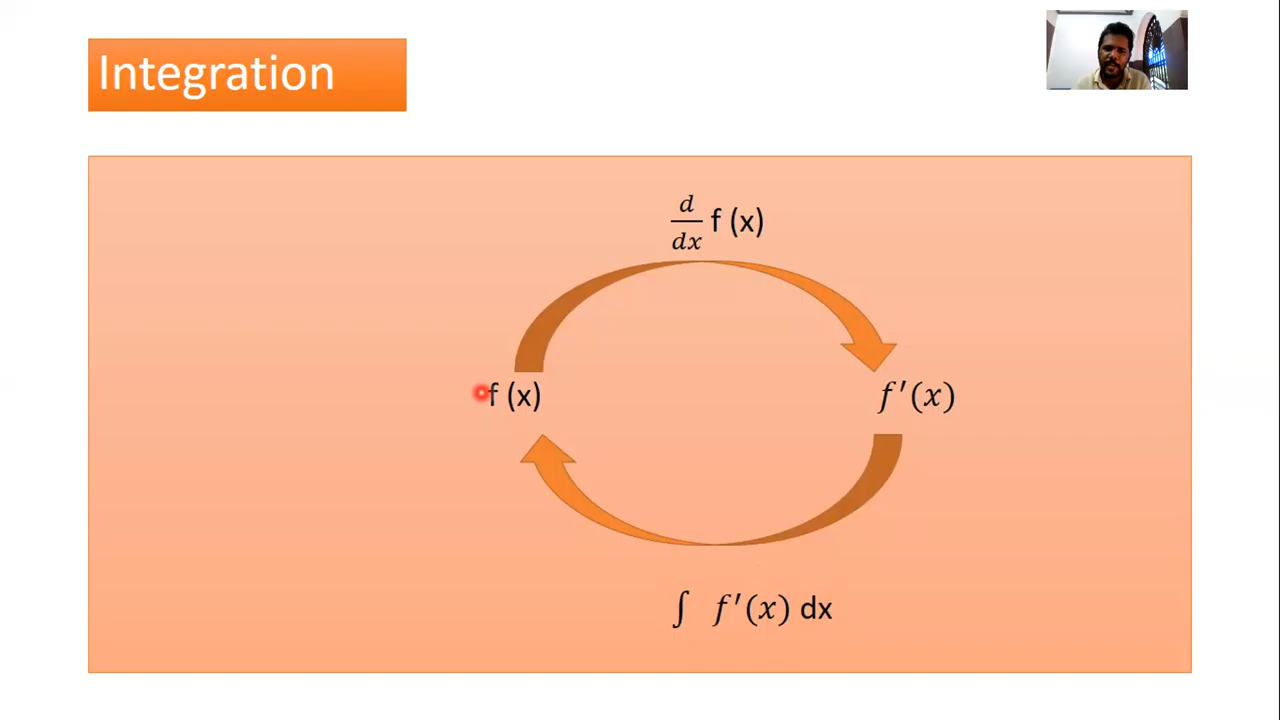 Integration
d/dx f (x)
f (x)
f′(x)
∫ f′(x) dx